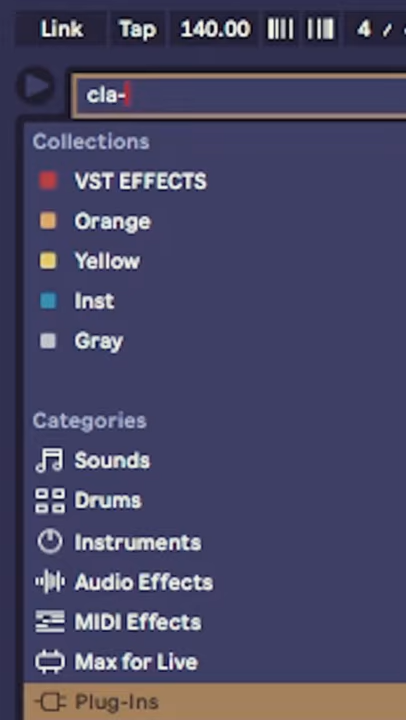 Link Tap 140.00 4 /
cla-
Collections
VST EFFECTS
Orange
Yellow
Inst
Gray
Categories
Sounds
Drums
Instruments
Audio Effects
MIDI Effects
Max for Live
Plug-Ins